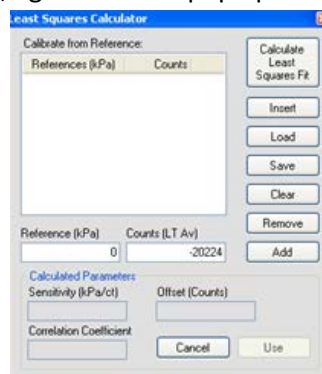 Least Squares Calculator
Calibrate from Reference:
References (kPa) Counts
Calculate
Least
Squares Fit
Insert
Load
Save
Clear
Remove
Add
Reference (kPa) Counts (LT Av)
0 -20224
Calculated Parameters
Sensitivity (kPa/ct) Offset (Counts)
Correlation Coefficient
Cancel Use